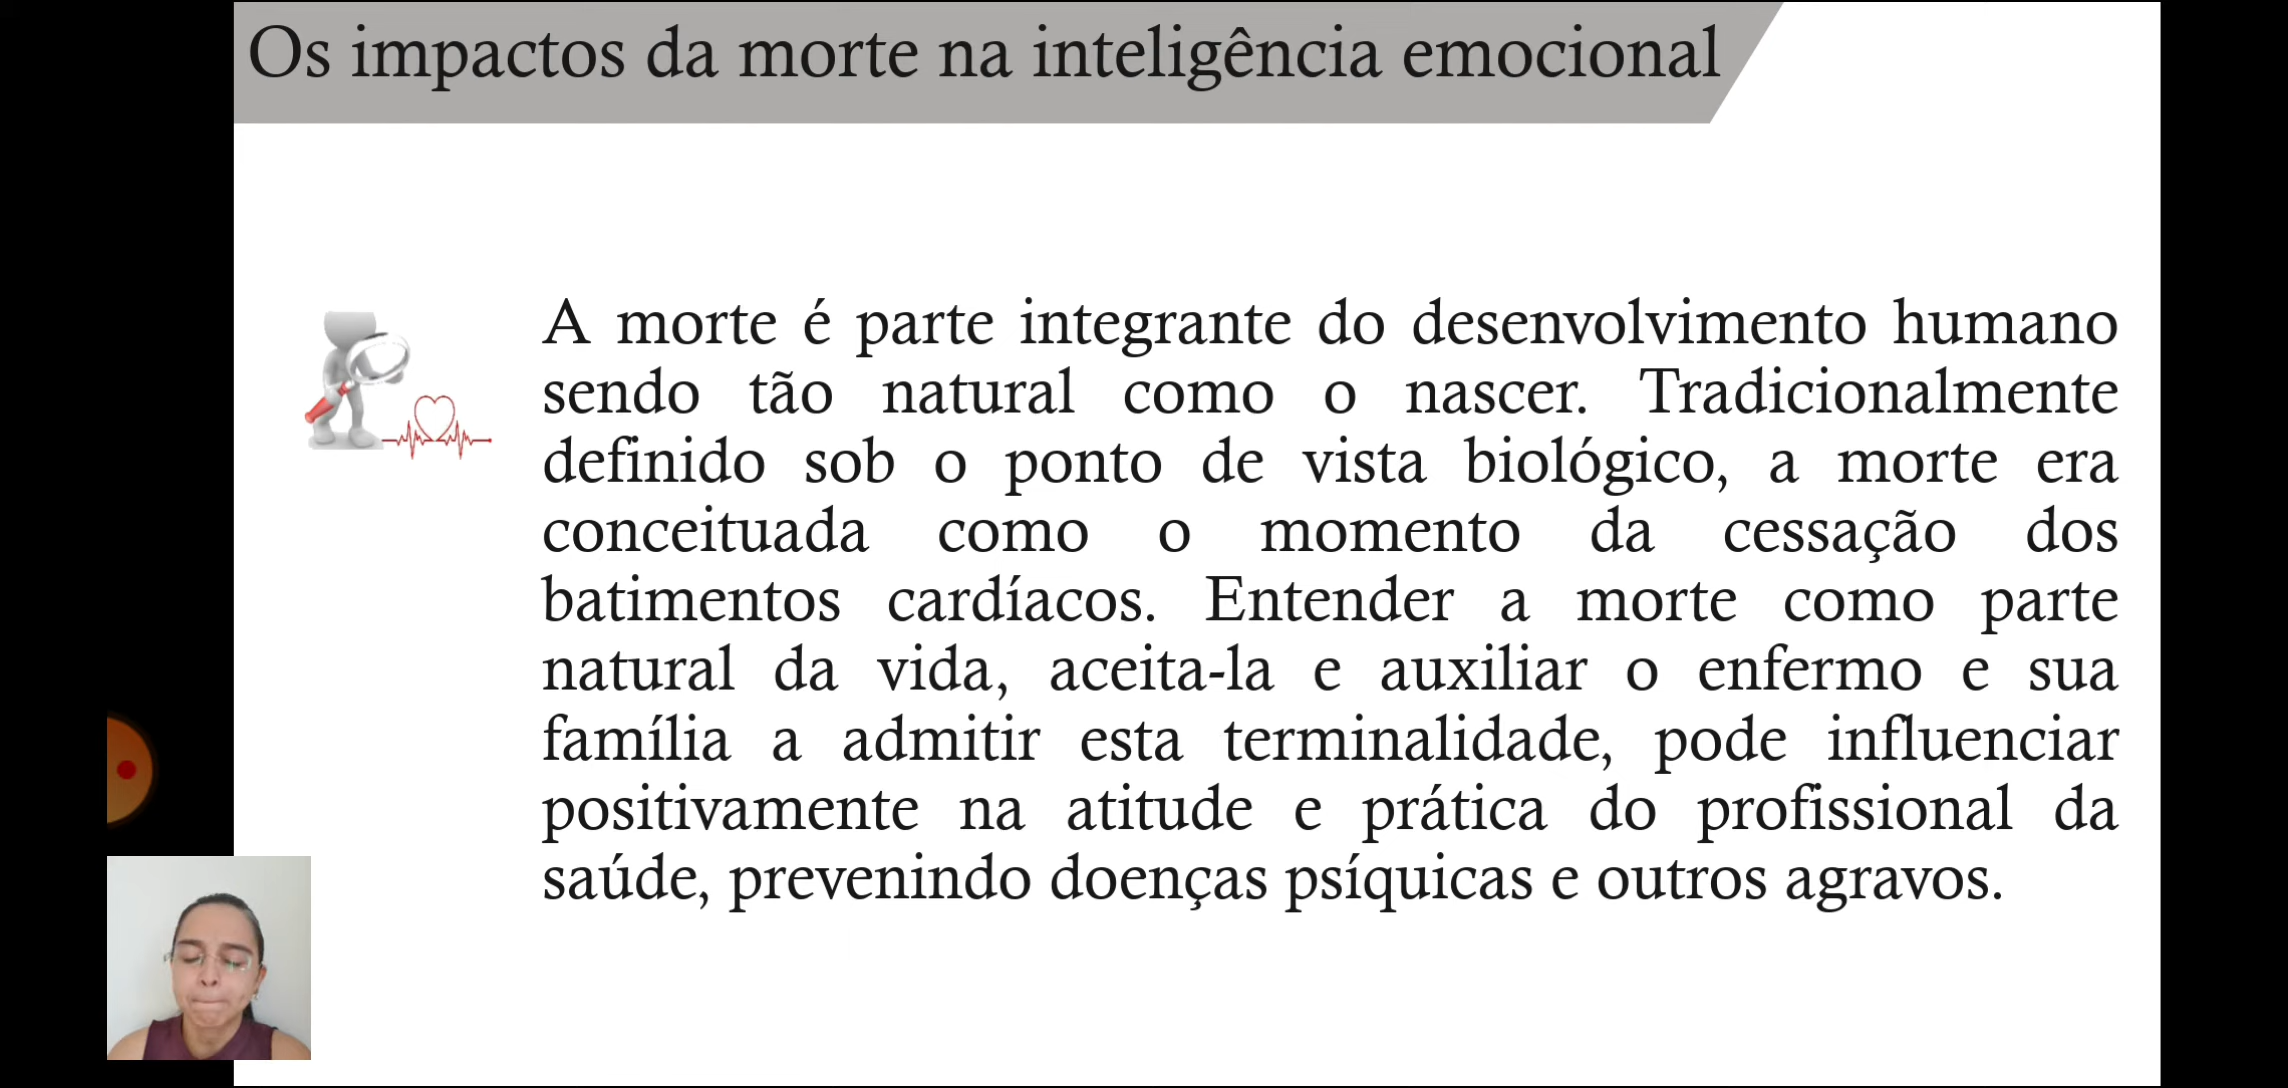 Os impactos da morte na inteligência emocional
A morte é parte integrante do desenvolvimento humano
sendo tão natural como o nascer. Tradicionalmente
definido sob o ponto de vista biológico, a morte era
conceituada como o momento da cessação dos
batimentos cardíacos. Entender a morte como parte
natural da vida, aceita-la e auxiliar o enfermo e sua
família a admitir esta terminalidade, pode influenciar
positivamente na atitude e prática do profissional da
saúde, prevenindo doenças psíquicas e outros agravos.